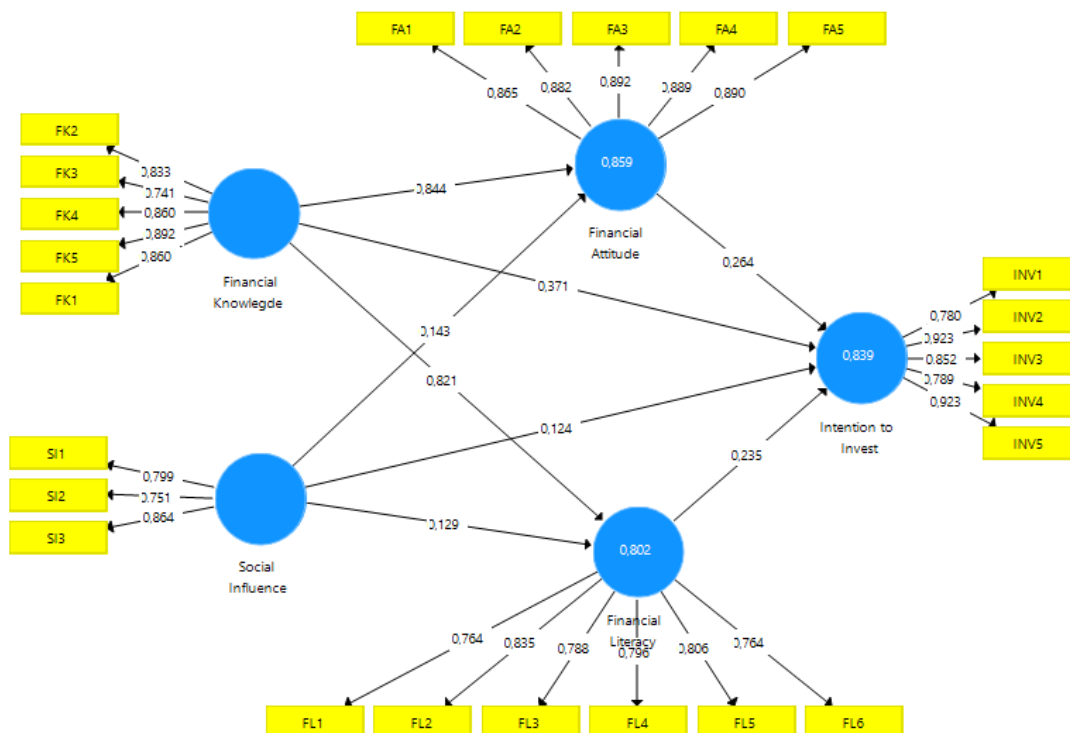 FA1
FA2
FA3
FA4
FA5
0,865
0,882
0,892
0,889
0,890
FK2
FK3
FK4
FK5
FK1
0,833
0,741
0,860
0,892
0,860
Financial
Knowlegde
0,844
0,859
Financial
Attitude
0,264
0,371
0,143
0,821
0,124
0,839
Intention to
Invest
0,780
0,923
0,852
0,789
0,923
INV1
INV2
INV3
INV4
INV5
SI1
SI2
SI3
0,799
0,751
0,864
Social
Influence
0,129
0,235
0,802
Financial
Literacy
0,764
0,835
0,788
0,796
0,806
0,764
FL1
FL2
FL3
FL4
FL5
FL6